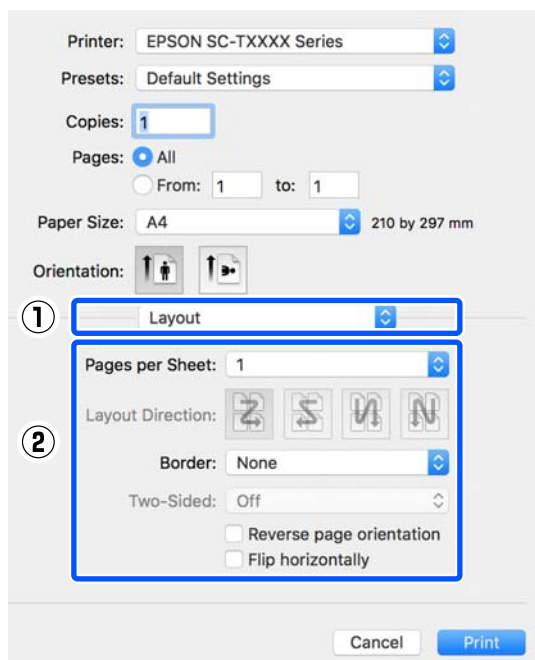 Printer: EPSON SC-TXXXX Series
Presets: Default Settings
Copies: 1
Pages: All
From: 1 to: 1
Paper Size: A4 210 by 297 mm
Orientation:
① Layout
②
Pages per Sheet: 1
Layout Direction:
Border: None
Two-Sided: Off
Reverse page orientation
Flip horizontally
Cancel Print